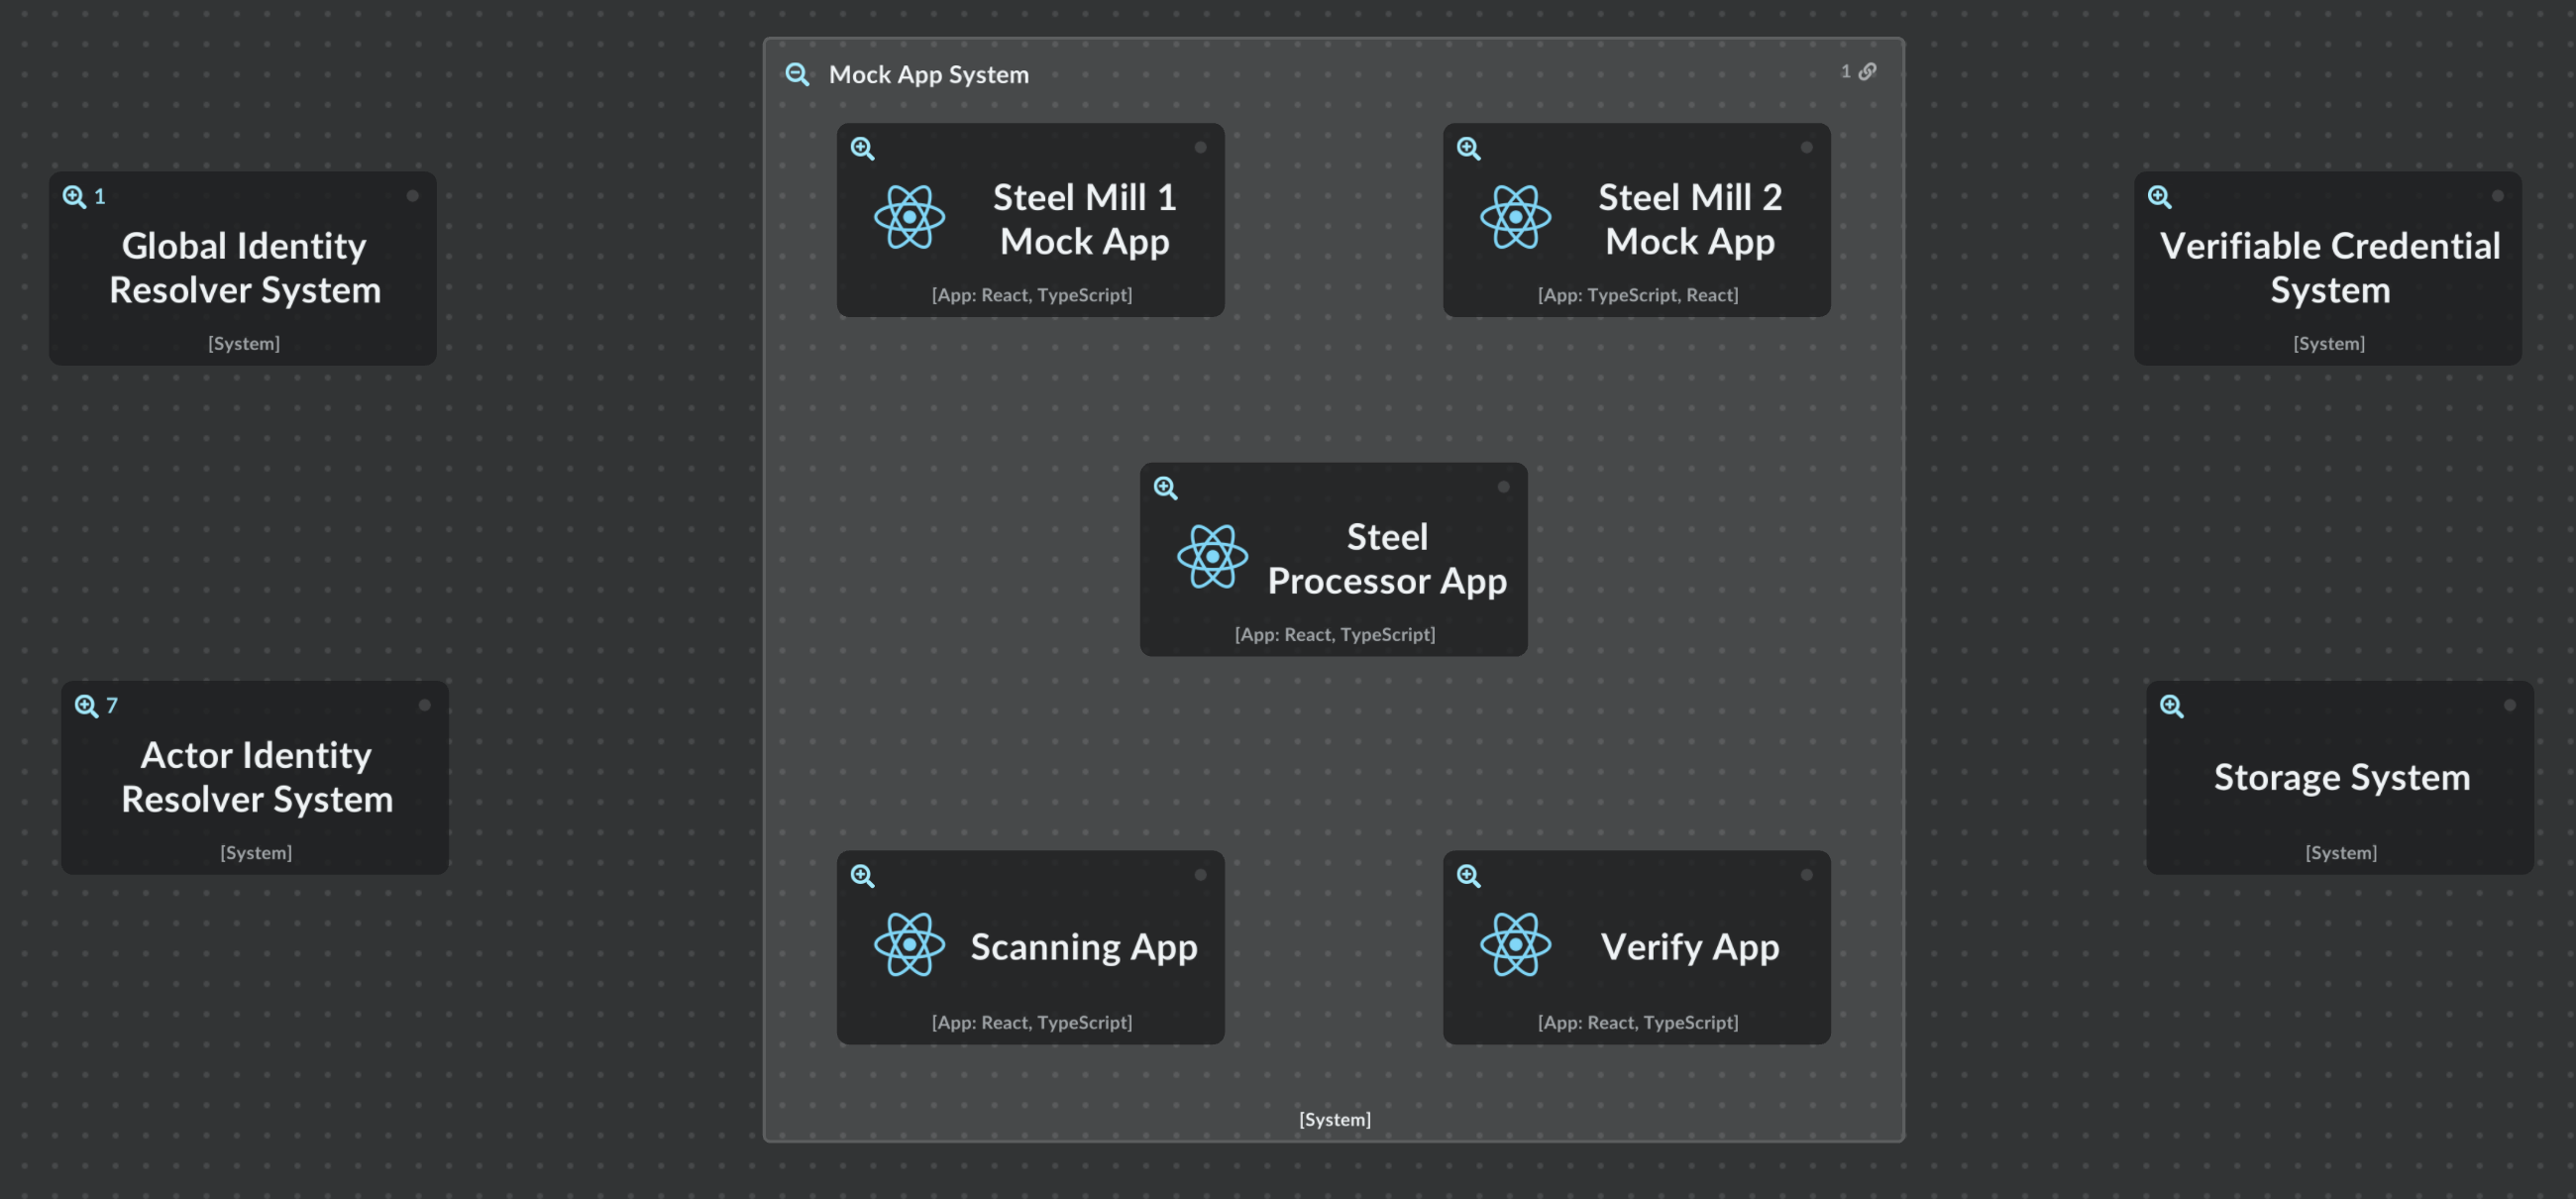 Mock App System
1
Steel Mill 1
Mock App
[App: React, TypeScript]
Steel Mill 2
Mock App
[App: TypeScript, React]
1
Global Identity
Resolver System
[System]
Verifiable Credential
System
[System]
Steel
Processor App
[App: React, TypeScript]
7
Actor Identity
Resolver System
[System]
Storage System
[System]
Scanning App
[App: React, TypeScript]
Verify App
[App: React, TypeScript]
[System]